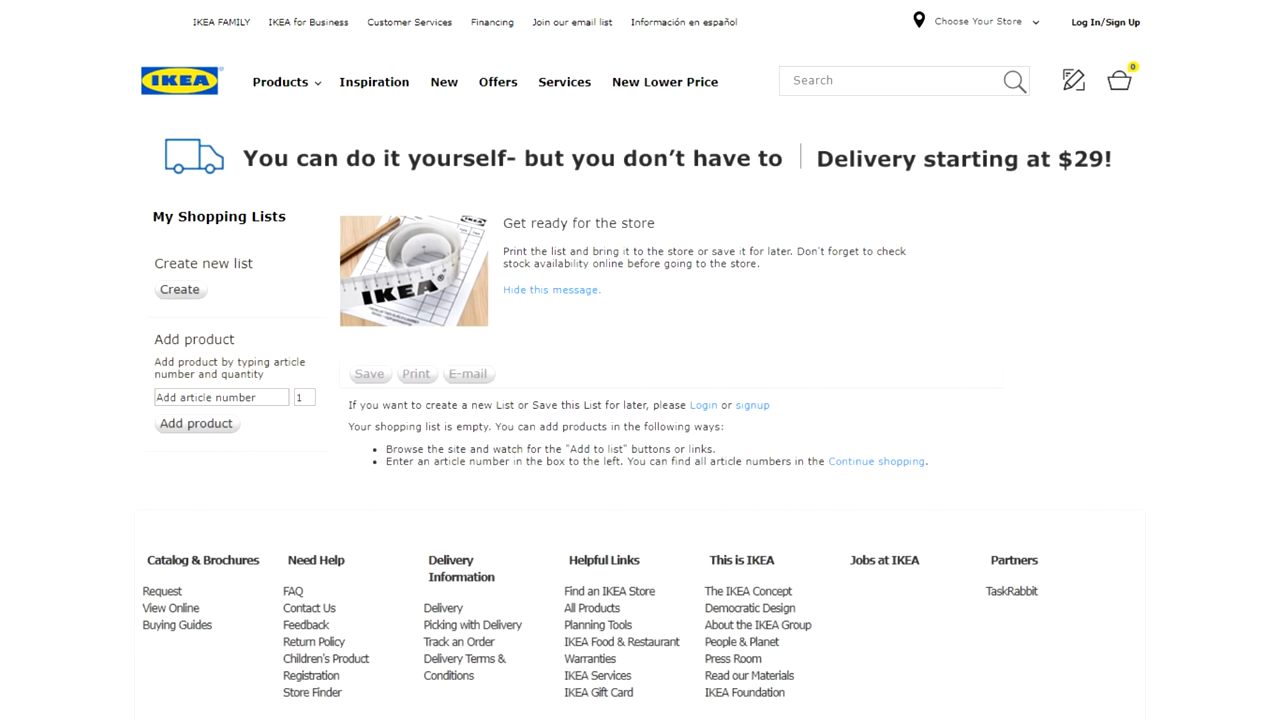 IKEA FAMILY IKEA for Business Customer Services Financing Join our email list Información en español Choose Your Store Log In/Sign Up
IKEA Products Inspiration New Offers Services New Lower Price Search 0
You can do it yourself- but you don’t have to Delivery starting at $29!
My Shopping Lists
Create new list
Create
Add product
Add product by typing article
number and quantity
Add article number 1
Add product
IKEA
Get ready for the store
Print the list and bring it to the store or save it for later. Don't forget to check
stock availability online before going to the store.
Hide this message.
Save Print E-mail
If you want to create a new List or Save this List for later, please Login or signup
Your shopping list is empty. You can add products in the following ways:
Browse the site and watch for the "Add to list" buttons or links.
Enter an article number in the box to the left. You can find all article numbers in the Continue shopping.
Catalog & Brochures
Request
View Online
Buying Guides
Need Help
FAQ
Contact Us
Feedback
Return Policy
Children's Product
Registration
Store Finder
Delivery
Information
Delivery
Picking with Delivery
Track an Order
Delivery Terms &
Conditions
Helpful Links
Find an IKEA Store
All Products
Planning Tools
IKEA Food & Restaurant
Warranties
IKEA Services
IKEA Gift Card
This is IKEA
The IKEA Concept
Democratic Design
About the IKEA Group
People & Planet
Press Room
Read our Materials
IKEA Foundation
Jobs at IKEA
Partners
TaskRabbit